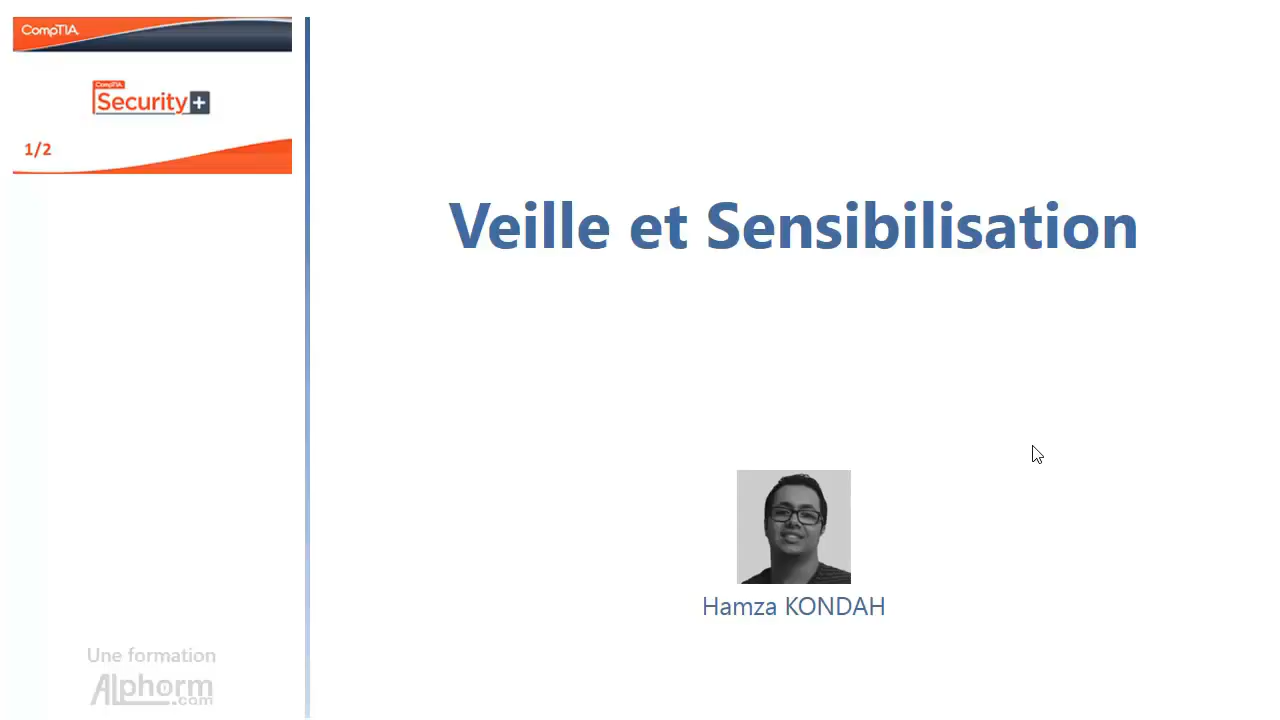 CompTIA.
CompTIA.
Security+
1/2
Veille et Sensibilisation
Hamza KONDAH
Une formation
Alphorm
.com